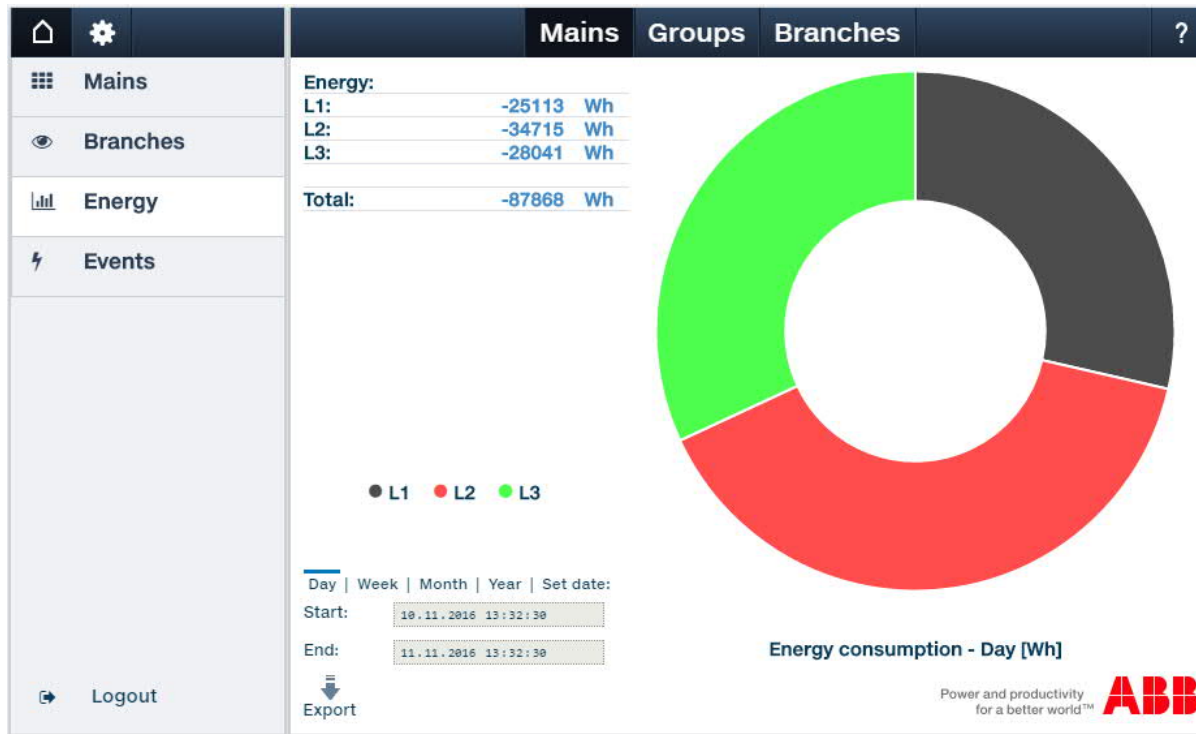 Mains Groups Branches ?
Mains
Branches
Energy
Events
Logout
Energy:
L1: -25113 Wh
L2: -34715 Wh
L3: -28041 Wh
Total: -87868 Wh
L1 L2 L3
Day | Week | Month | Year | Set date:
Start: 10.11.2016 13:32:30
End: 11.11.2016 13:32:30
Export
Energy consumption - Day [Wh]
Power and productivity
for a better world™
ABB